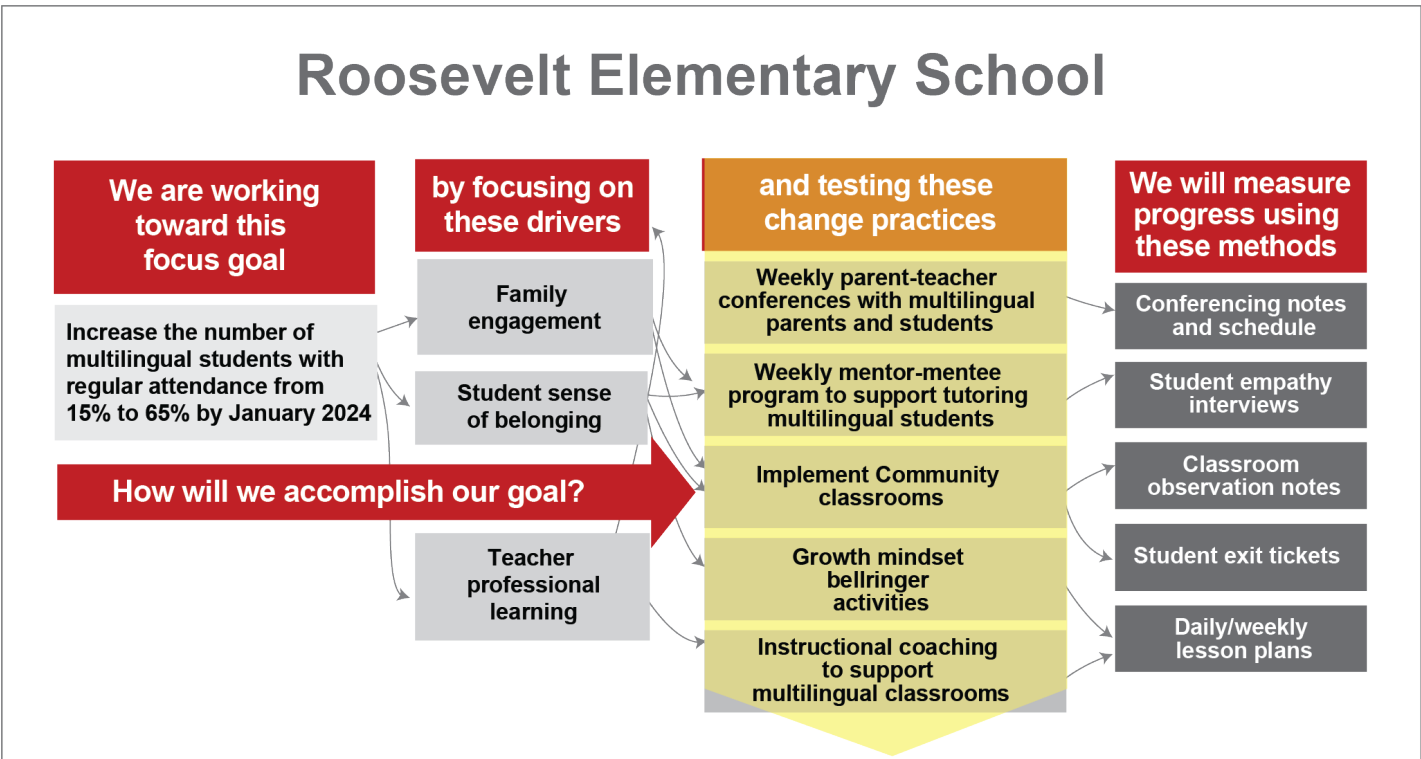 Roosevelt Elementary School
We are working
toward this
focus goal
Increase the number of
multilingual students with
regular attendance from
15% to 65% by January 2024
by focusing on
these drivers
Family
engagement
Student sense
of belonging
How will we accomplish our goal?
Teacher
professional
learning
and testing these
change practices
Weekly parent-teacher
conferences with multilingual
parents and students
Weekly mentor-mentee
program to support tutoring
multilingual students
Implement Community
classrooms
Growth mindset
bellringer
activities
Instructional coaching
to support
multilingual classrooms
We will measure
progress using
these methods
Conferencing notes
and schedule
Student empathy
interviews
Classroom
observation notes
Student exit tickets
Daily/weekly
lesson plans